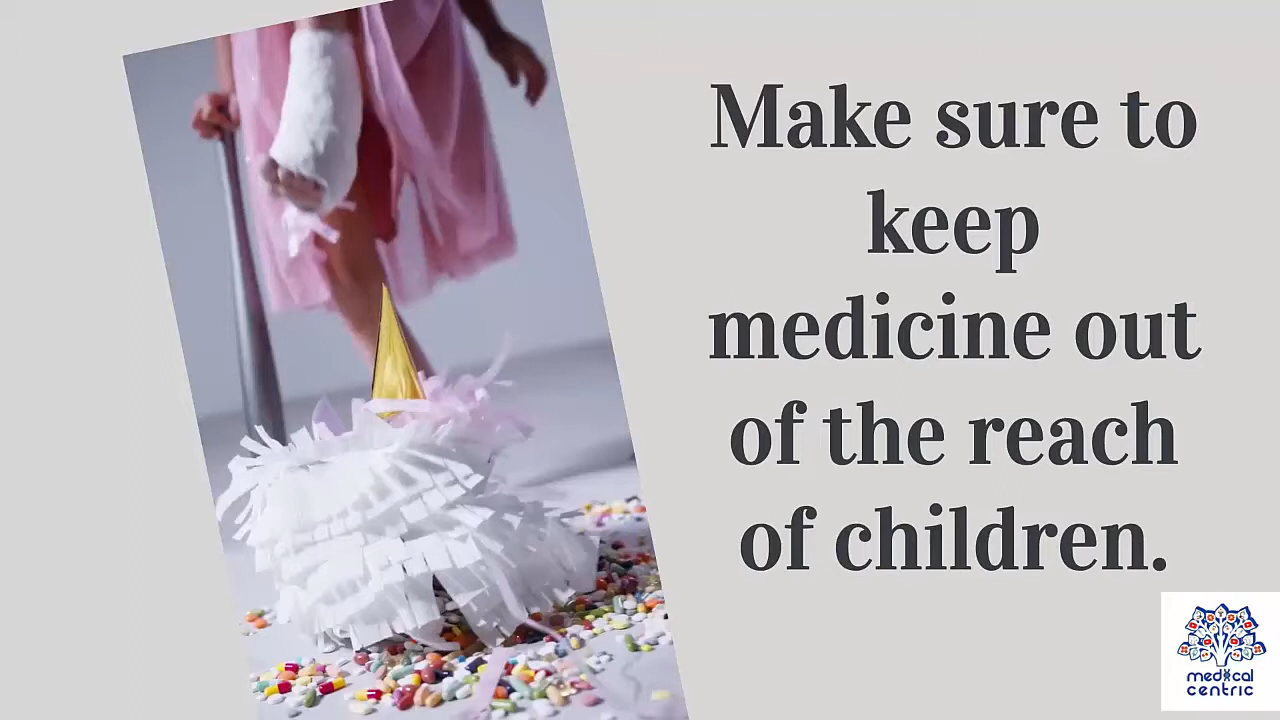 Make sure to
keep
medicine out
of the reach
of children.
medical
centric